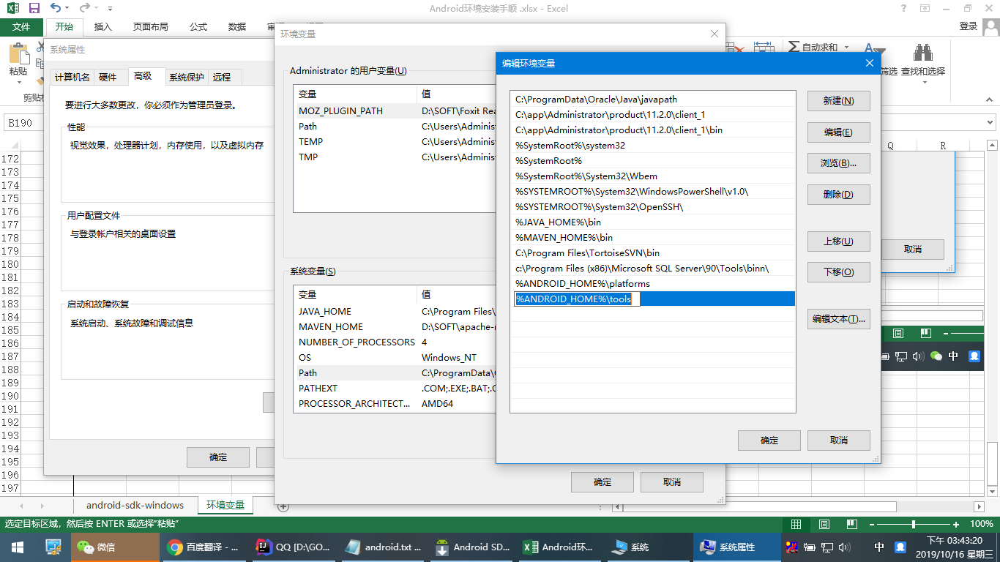 Android环境安装手顺 .xlsx - Excel
文件
开始
插入
页面布局
公式
数据
登录
粘贴
自动求和
筛选
查找和选择
B190
系统属性
计算机名
硬件
高级
系统保护
远程
要进行大多数更改，你必须作为管理员登录。
性能
视觉效果，处理器计划，内存使用，以及虚拟内存
用户配置文件
与登录帐户相关的桌面设置
启动和故障恢复
系统启动、系统故障和调试信息
确定
环境变量
Administrator 的用户变量(U)
变量 值
MOZ_PLUGIN_PATH D:\SOFT\Foxit Rea
Path C:\Users\Adminis
TEMP C:\Users\Adminis
TMP C:\Users\Adminis
系统变量(S)
变量 值
JAVA_HOME C:\Program Files\
MAVEN_HOME D:\SOFT\apache-
NUMBER_OF_PROCESSORS 4
OS Windows_NT
Path C:\ProgramData\
PATHEXT .COM;.EXE;.BAT;.
PROCESSOR_ARCHITECT... AMD64
确定
取消
编辑环境变量
C:\ProgramData\Oracle\Java\javapath
C:\app\Administrator\product\11.2.0\client_1
C:\app\Administrator\product\11.2.0\client_1\bin
%SystemRoot%\system32
%SystemRoot%
%SystemRoot%\System32\Wbem
%SYSTEMROOT%\System32\WindowsPowerShell\v1.0\
%SYSTEMROOT%\System32\OpenSSH\
%JAVA_HOME%\bin
%MAVEN_HOME%\bin
C:\Program Files\TortoiseSVN\bin
c:\Program Files (x86)\Microsoft SQL Server\90\Tools\binn\
%ANDROID_HOME%\platforms
%ANDROID_HOME%\tools
新建(N)
编辑(E)
浏览(B)...
删除(D)
上移(U)
下移(O)
编辑文本(T)...
确定
取消
Q
R
取消
中
172
173
174
175
176
177
178
179
180
181
182
183
184
185
186
187
188
189
190
191
192
193
194
195
196
197
android-sdk-windows
环境变量
选定目标区域，然后按 ENTER 或选择"粘贴"
100%
微信
百度翻译 - ...
QQ [D:\GO...
android.txt ...
Android SD...
Android环...
系统
系统属性
中
下午 03:43:20
2019/10/16 星期三